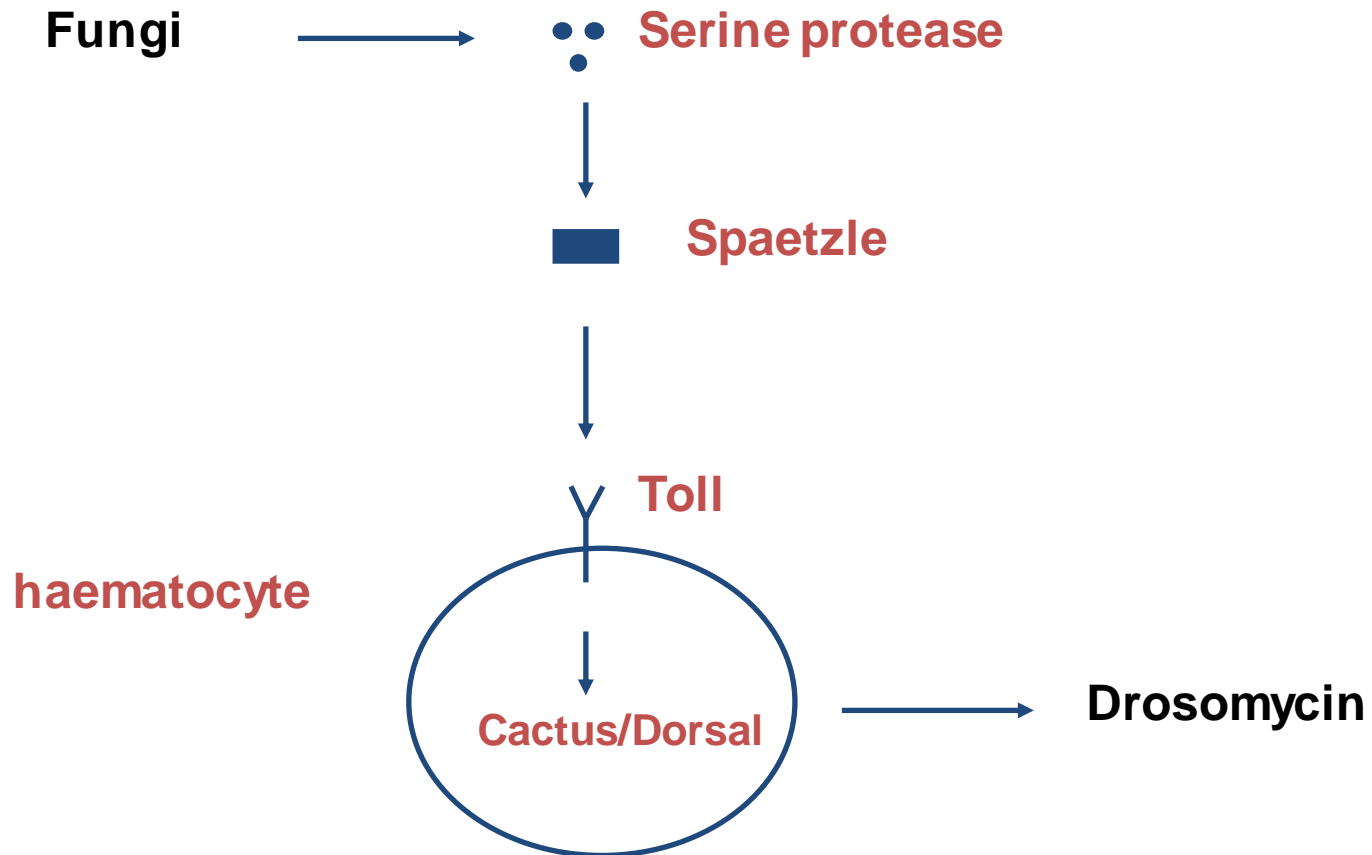 Fungi
Serine protease
Spaetzle
Toll
haematocyte
Cactus/Dorsal
Drosomycin